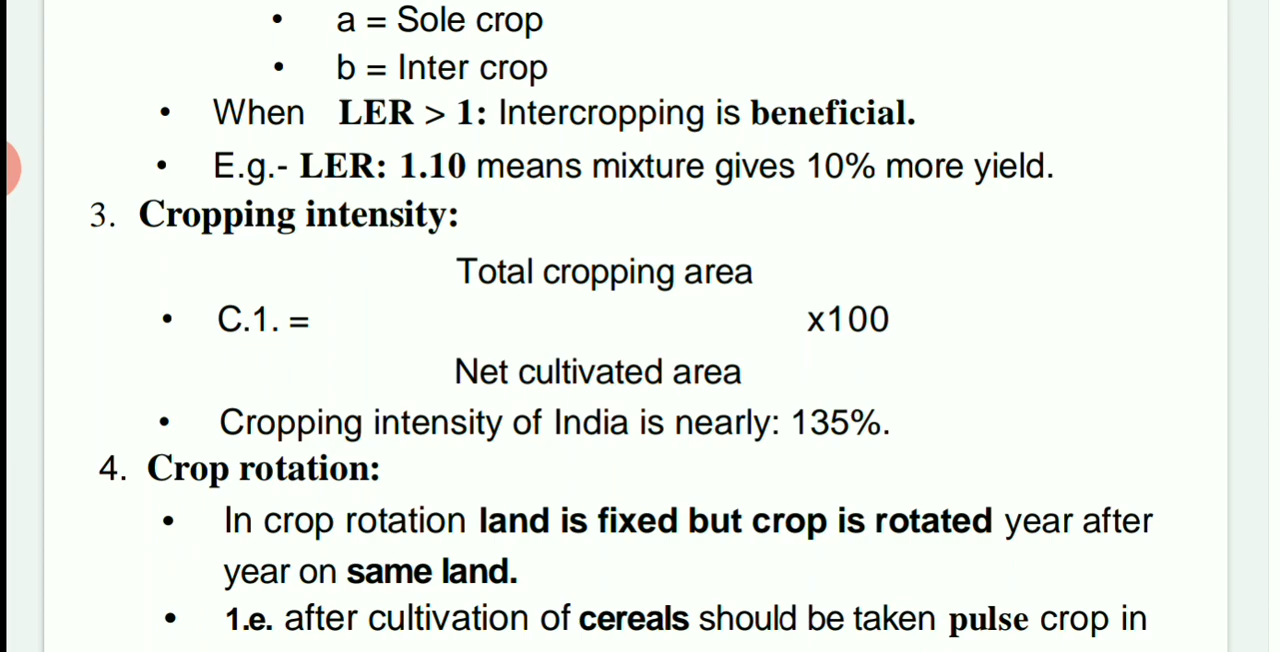 • a = Sole crop
• b = Inter crop
• When LER > 1: Intercropping is beneficial.
• E.g.- LER: 1.10 means mixture gives 10% more yield.
3. Cropping intensity:
Total cropping area
• C.1. = x100
Net cultivated area
• Cropping intensity of India is nearly: 135%.
4. Crop rotation:
• In crop rotation land is fixed but crop is rotated year after
year on same land.
• 1.e. after cultivation of cereals should be taken pulse crop in